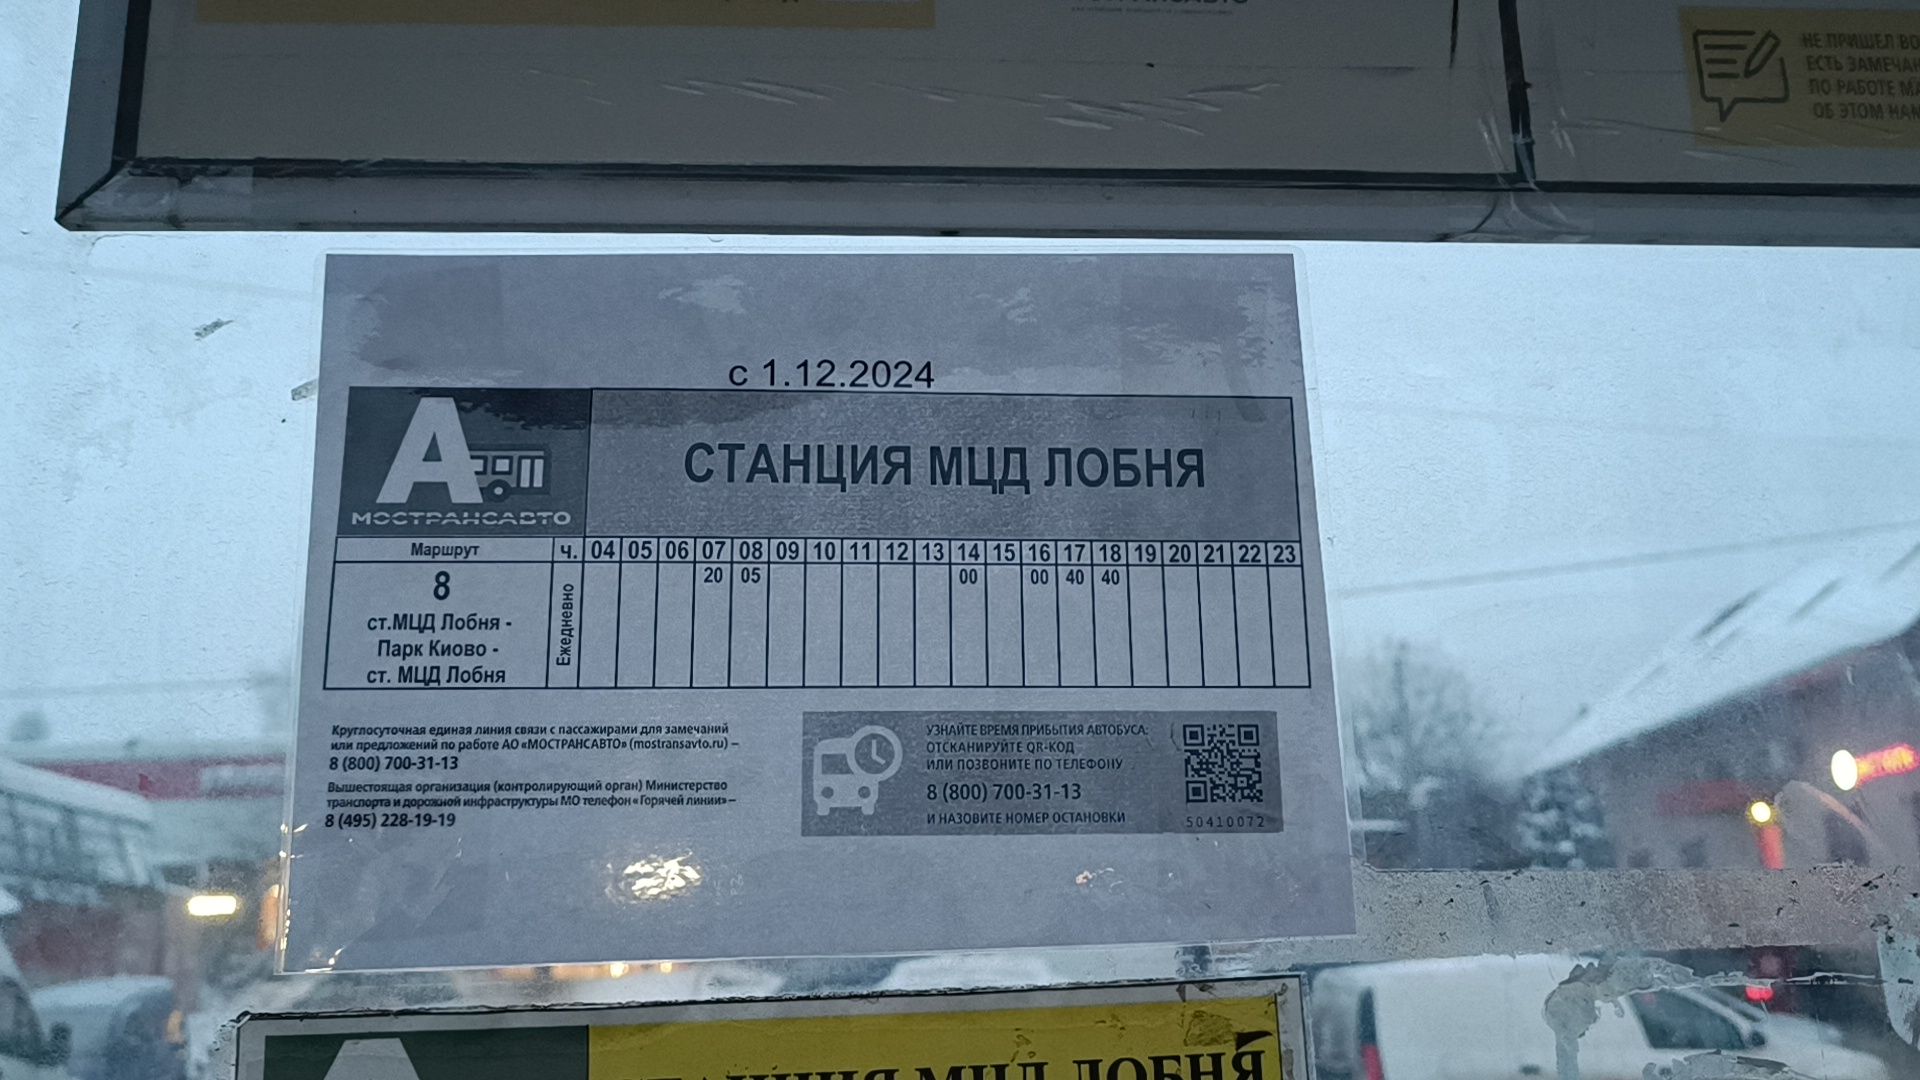 НЕ ПРИШЕЛ
ЕСТЬ
ПО РАБОТЕ
ОБ ЭТОМ
с 1.12.2024
А
МОСТРАНСАВТО
СТАНЦИЯ МЦД ЛОБНЯ
Маршрут ч. 04 05 06 07 08 09 10 11 12 13 14 15 16 17 18 19 20 21 22 23
8
ст.МЦД Лобня -
Парк Киово -
ст. МЦД Лобня
Ежедневно
20 05 00 00 40 40
Круглосуточная единая линия связи с пассажирами для замечаний
или предложений по работе АО «МОСТРАНСАВТО» (mostransavto.ru) –
8 (800) 700-31-13
Вышестоящая организация (контролирующий орган) Министерство
транспорта и дорожной инфраструктуры МО телефон «Горячей линии» –
8 (495) 228-19-19
УЗНАЙТЕ ВРЕМЯ ПРИБЫТИЯ АВТОБУСА:
ОТСКАНИРУЙТЕ QR-КОД
ИЛИ ПОЗВОНИТЕ ПО ТЕЛЕФОНУ
8 (800) 700-31-13
И НАЗОВИТЕ НОМЕР ОСТАНОВКИ
50410072
СТАНЦИЯ МЦД ЛОБНЯ